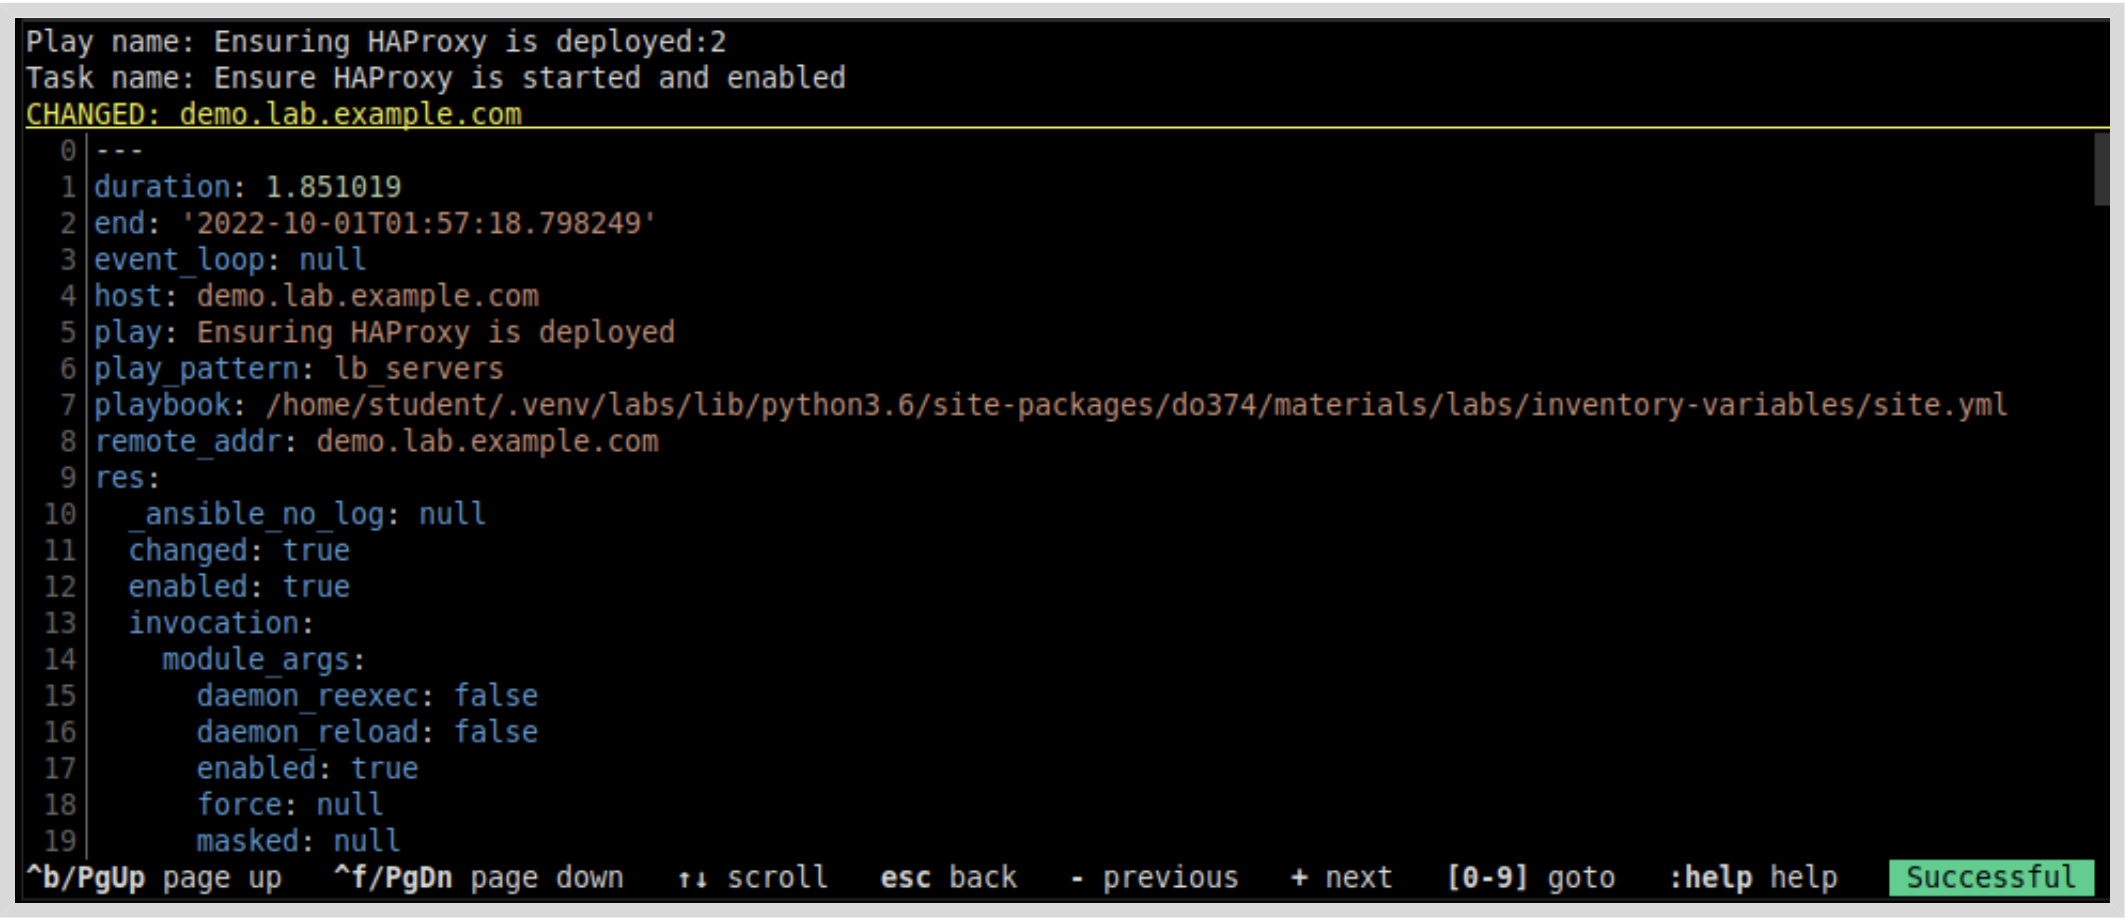 Play name: Ensuring HAProxy is deployed:2
Task name: Ensure HAProxy is started and enabled
CHANGED: demo.lab.example.com
0 ---
1 duration: 1.851019
2 end: '2022-10-01T01:57:18.798249'
3 event_loop: null
4 host: demo.lab.example.com
5 play: Ensuring HAProxy is deployed
6 play_pattern: lb_servers
7 playbook: /home/student/.venv/labs/lib/python3.6/site-packages/do374/materials/labs/inventory-variables/site.yml
8 remote_addr: demo.lab.example.com
9 res:
10   _ansible_no_log: null
11   changed: true
12   enabled: true
13   invocation:
14     module_args:
15       daemon_reexec: false
16       daemon_reload: false
17       enabled: true
18       force: null
19       masked: null
^b/PgUp page up   ^f/PgDn page down   ↑↓ scroll   esc back   - previous   + next   [0-9] goto   :help help   Successful